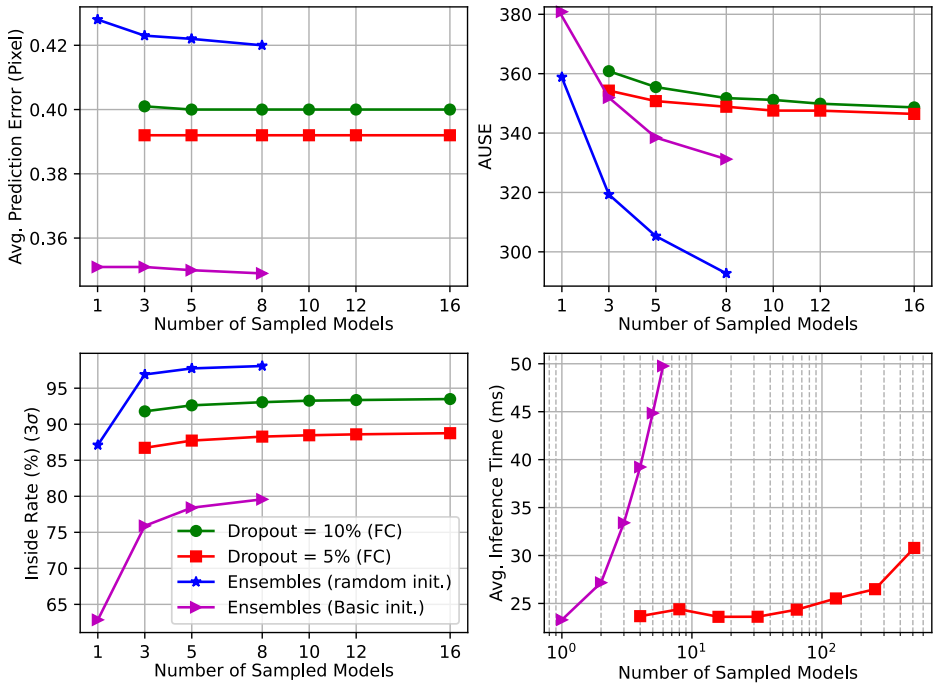 0.42
0.40
0.38
0.36
Avg. Prediction Error (Pixel)
1 3 5 8 10 12 16
Number of Sampled Models
380
360
340
320
300
AUSE
1 3 5 8 10 12 16
Number of Sampled Models
95
90
85
80
75
70
65
Inside Rate (%) (3σ)
Dropout = 10% (FC)
Dropout = 5% (FC)
Ensembles (ramdom init.)
Ensembles (Basic init.)
1 3 5 8 10 12 16
Number of Sampled Models
50
45
40
35
30
25
Avg. Inference Time (ms)
10⁰ 10¹ 10²
Number of Sampled Models